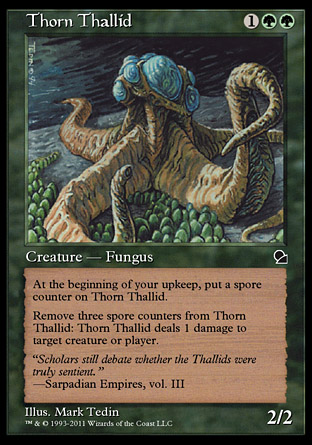 Thorn Thallid 1
Creature — Fungus
At the beginning of your upkeep, put a spore
counter on Thorn Thallid.
Remove three spore counters from Thorn
Thallid: Thorn Thallid deals 1 damage to
target creature or player.
“Scholars still debate whether the Thallids were
truly sentient.”
—Sarpadian Empires, vol. III
Illus. Mark Tedin
™ & © 1993-2011 Wizards of the Coast LLC
2/2